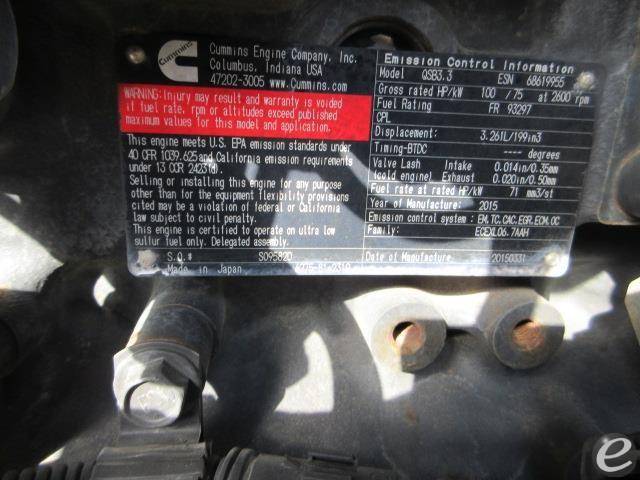 Cummins
Cummins Engine Company, Inc.
Columbus, Indiana USA
47202-3005 www.Cummins.com
WARNING: Injury may result and warranty is voided
if fuel rate, rpm or altitudes exceed published
maximum values for this model and application.
This engine meets U.S. EPA emission standards under
40 CFR 1039.625 and California emission requirements
under 13 CCR 2423(d).
Selling or installing this engine for any purpose
other than for the equipment flexibility provisions
cited may be a violation of federal or California
law subject to civil penalty.
This engine is certified to operate on ultra low
sulfur fuel only. Delegated assembly.
S.O.# SO95820
Made in Japan
Emission Control Information
Model QSB3.3 ESN 68619955
Gross rated HP/kW 100 /75 at 2600 rpm
Fuel Rating FR 93297
CPL
Displacement: 3.261L/199in3
Timing-BTDC ---- degrees
Valve Lash Intake 0.014in/0.35mm
(cold engine) Exhaust 0.020in/0.50mm
Fuel rate at rated HP/kW 71 mm3/st
Year of Manufacture: 2015
Emission control system : EM,TC,CAC,EGR,ECM,OC
Family: ECEXL06.7AAH
Date of Manufacture 20150331
e